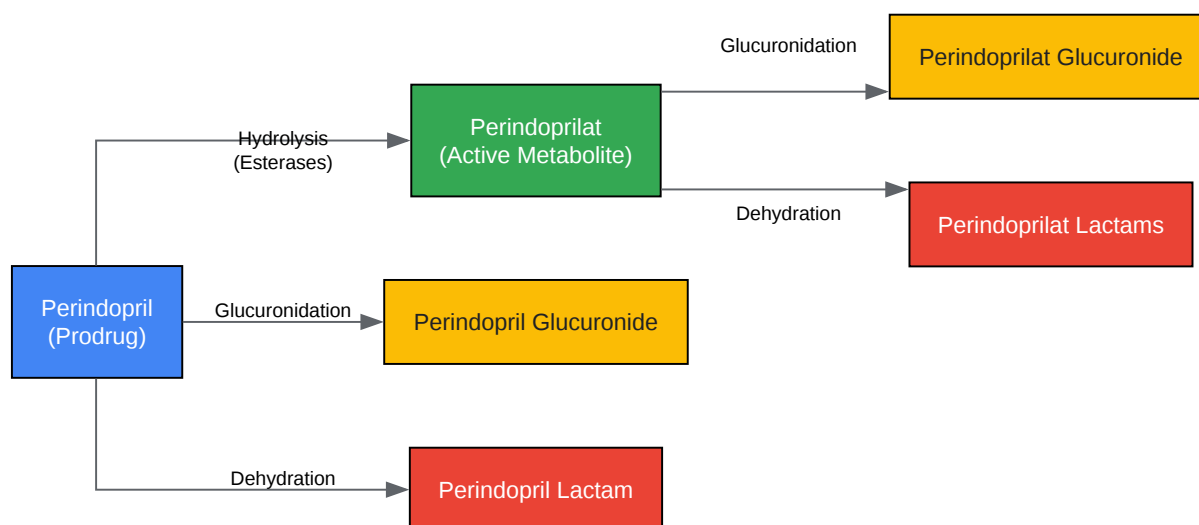 Glucuronidation
Perindoprilat Glucuronide
Hydrolysis
(Esterases)
Perindoprilat
(Active Metabolite)
Dehydration
Perindoprilat Lactams
Perindopril
(Prodrug)
Glucuronidation
Perindopril Glucuronide
Dehydration
Perindopril Lactam